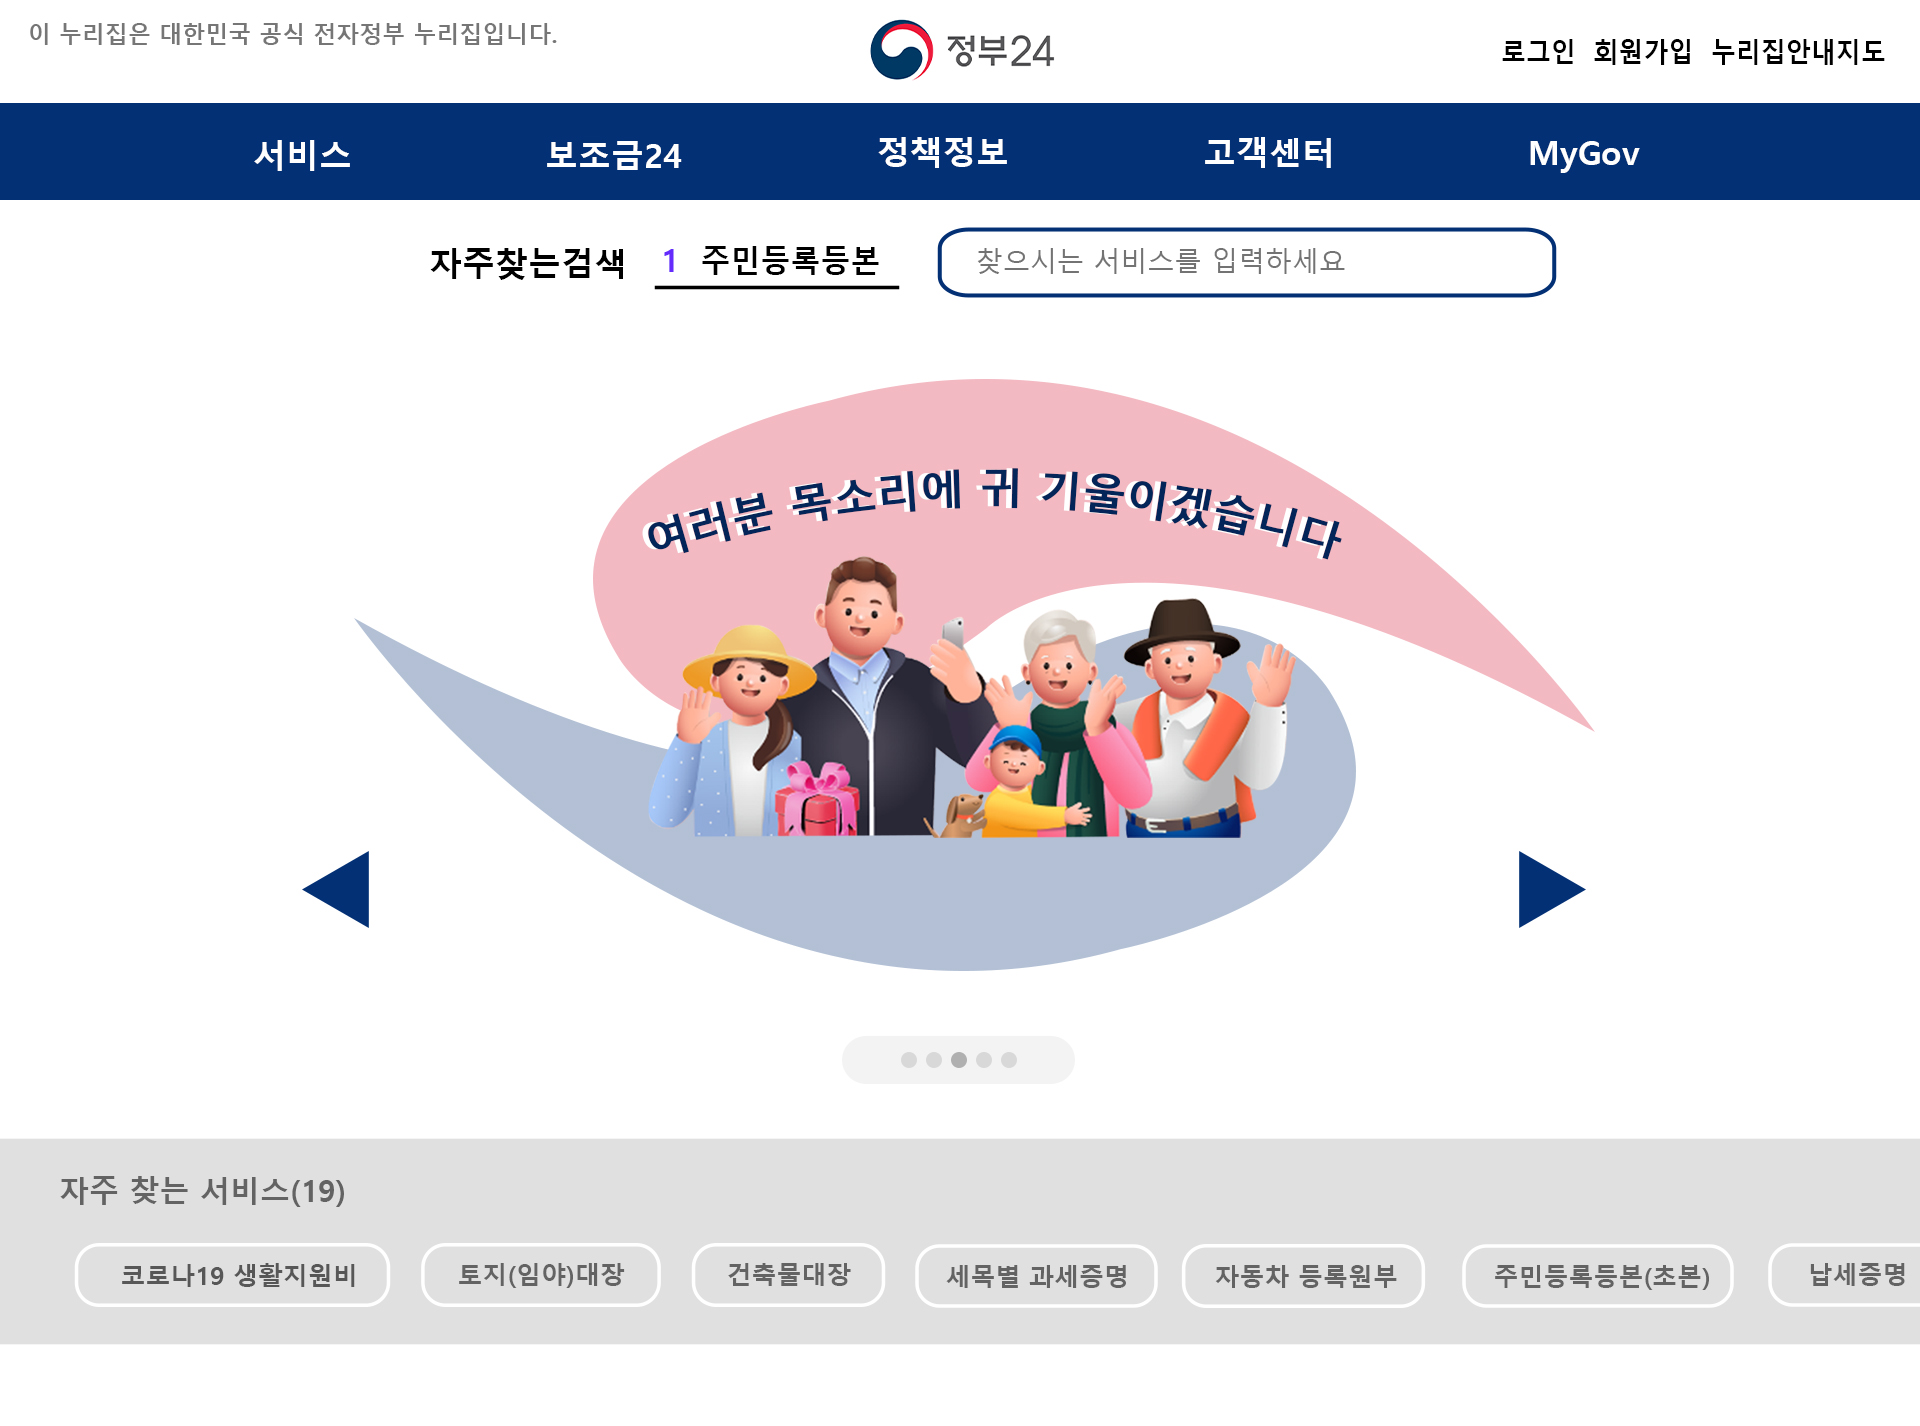 이 누리집은 대한민국 공식 전자정부 누리집입니다.
정부24
로그인 회원가입 누리집안내지도
서비스 보조금24 정책정보 고객센터 MyGov
자주찾는검색 1 주민등록등본 찾으시는 서비스를 입력하세요
여러분 목소리에 귀 기울이겠습니다
자주 찾는 서비스(19)
코로나19 생활지원비 토지(임야)대장 건축물대장 세목별 과세증명 자동차 등록원부 주민등록등본(초본) 납세증명